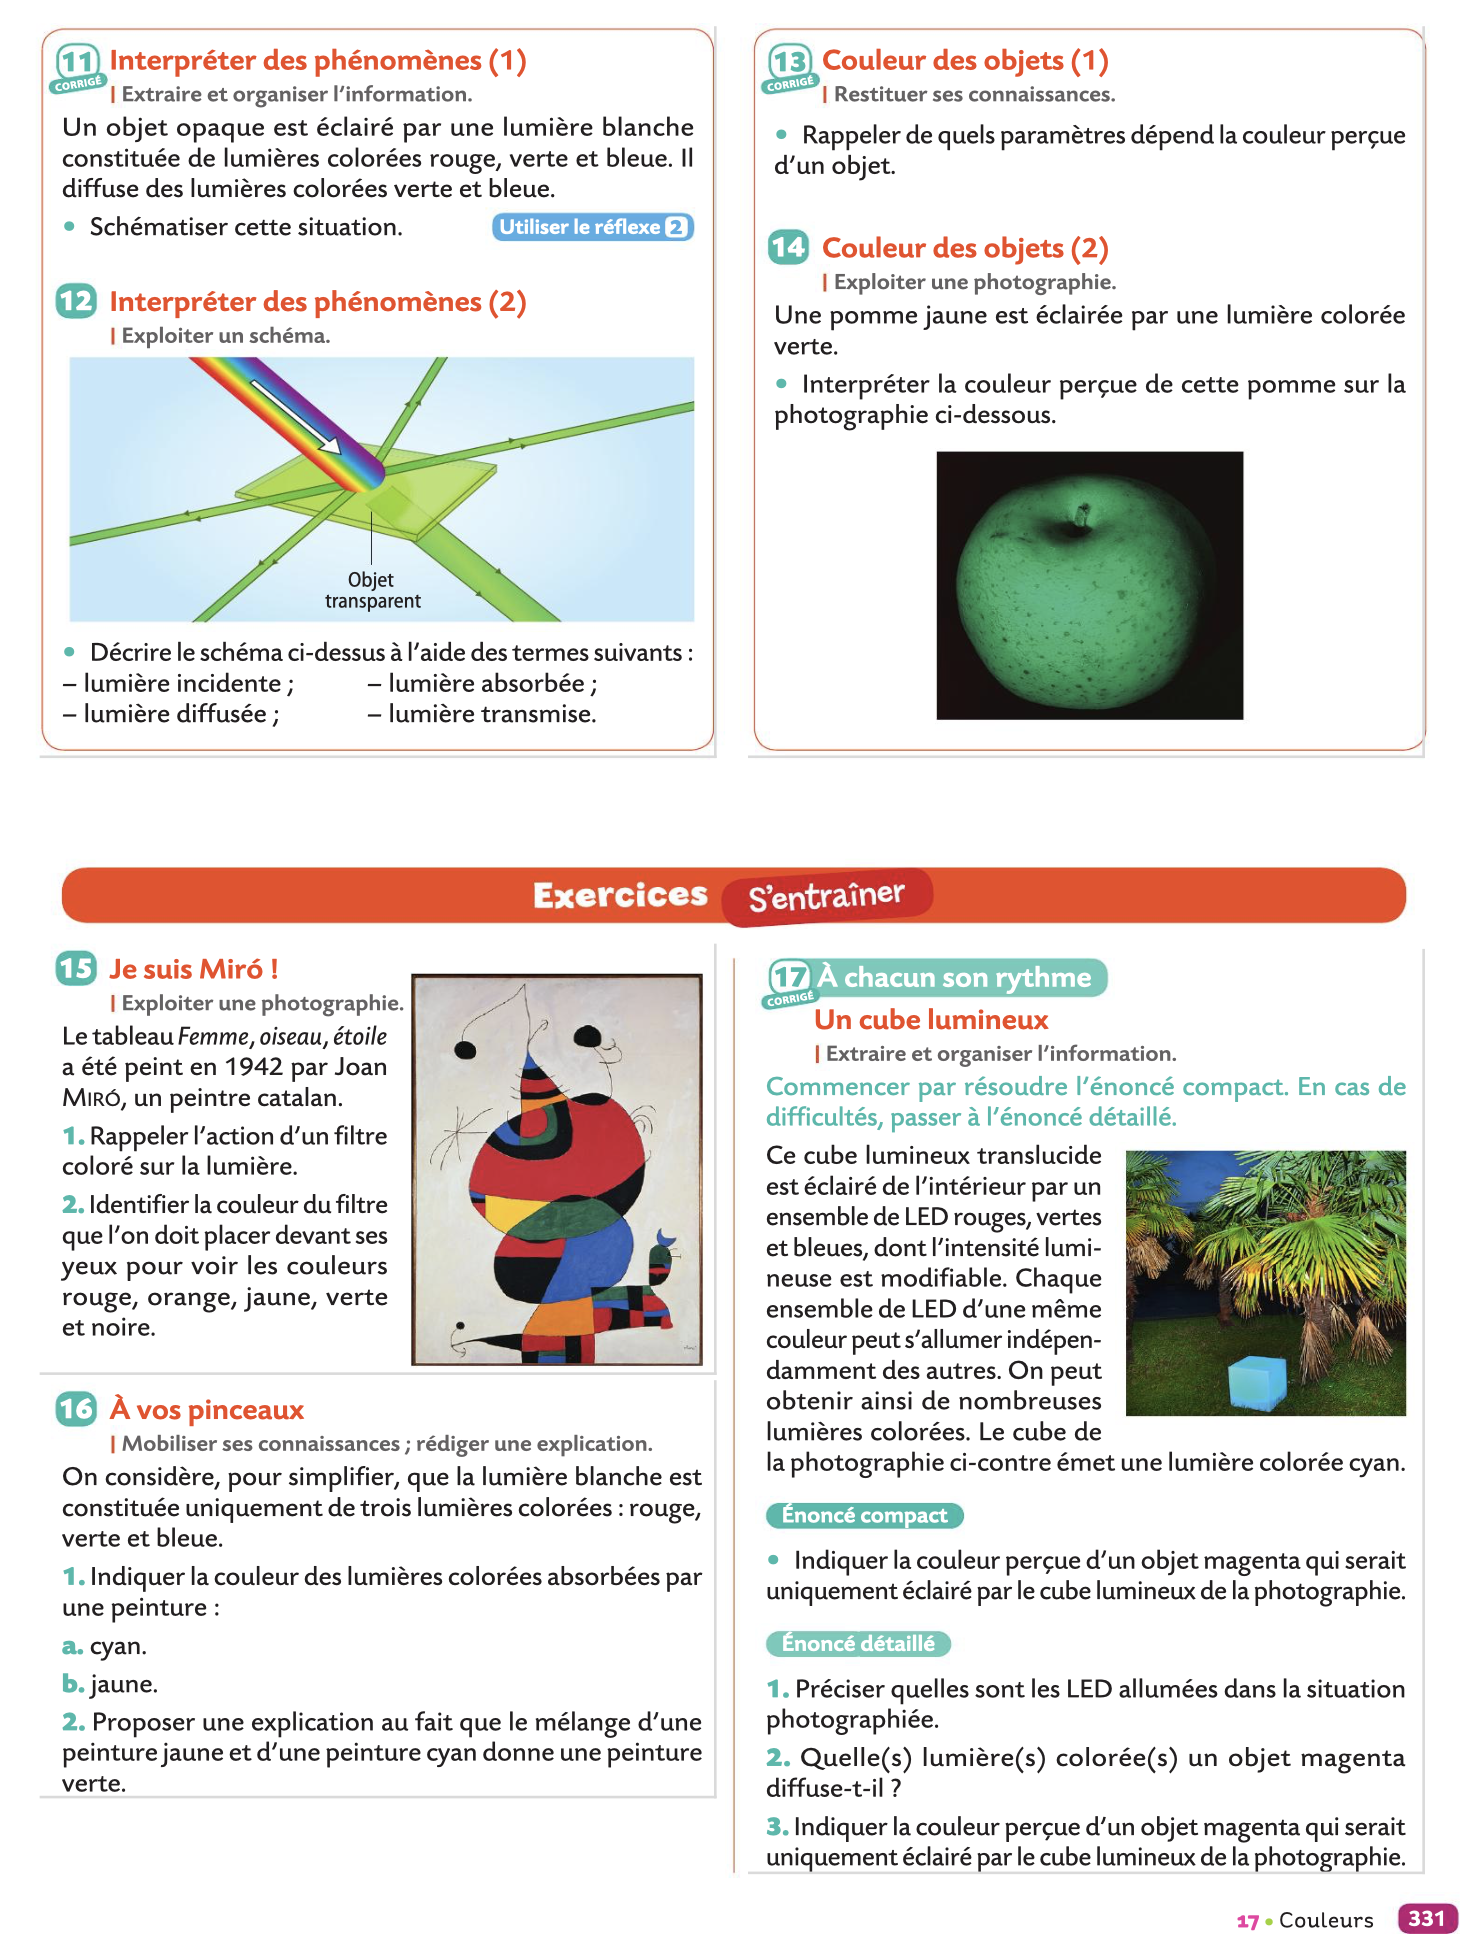 11 Interpréter des phénomènes (1)
CORRIGÉ
| Extraire et organiser l'information.
Un objet opaque est éclairé par une lumière blanche
constituée de lumières colorées rouge, verte et bleue. Il
diffuse des lumières colorées verte et bleue.
• Schématiser cette situation.
Utiliser le réflexe 2
12 Interpréter des phénomènes (2)
| Exploiter un schéma.
Objet
transparent
• Décrire le schéma ci-dessus à l'aide des termes suivants :
– lumière incidente ; – lumière absorbée ;
– lumière diffusée ; – lumière transmise.
13 Couleur des objets (1)
CORRIGÉ
| Restituer ses connaissances.
• Rappeler de quels paramètres dépend la couleur perçue
d'un objet.
14 Couleur des objets (2)
| Exploiter une photographie.
Une pomme jaune est éclairée par une lumière colorée
verte.
• Interpréter la couleur perçue de cette pomme sur la
photographie ci-dessous.
Exercices S'entraîner
15 Je suis Miró !
| Exploiter une photographie.
Le tableau Femme, oiseau, étoile
a été peint en 1942 par Joan
MIRÓ, un peintre catalan.
1. Rappeler l'action d'un filtre
coloré sur la lumière.
2. Identifier la couleur du filtre
que l'on doit placer devant ses
yeux pour voir les couleurs
rouge, orange, jaune, verte
et noire.
16 À vos pinceaux
| Mobiliser ses connaissances ; rédiger une explication.
On considère, pour simplifier, que la lumière blanche est
constituée uniquement de trois lumières colorées : rouge,
verte et bleue.
1. Indiquer la couleur des lumières colorées absorbées par
une peinture :
a. cyan.
b. jaune.
2. Proposer une explication au fait que le mélange d'une
peinture jaune et d'une peinture cyan donne une peinture
verte.
17 À chacun son rythme
CORRIGÉ
Un cube lumineux
| Extraire et organiser l'information.
Commencer par résoudre l'énoncé compact. En cas de
difficultés, passer à l'énoncé détaillé.
Ce cube lumineux translucide
est éclairé de l'intérieur par un
ensemble de LED rouges, vertes
et bleues, dont l'intensité lumi-
neuse est modifiable. Chaque
ensemble de LED d'une même
couleur peut s'allumer indépen-
damment des autres. On peut
obtenir ainsi de nombreuses
lumières colorées. Le cube de
la photographie ci-contre émet une lumière colorée cyan.
Énoncé compact
• Indiquer la couleur perçue d'un objet magenta qui serait
uniquement éclairé par le cube lumineux de la photographie.
Énoncé détaillé
1. Préciser quelles sont les LED allumées dans la situation
photographiée.
2. Quelle(s) lumière(s) colorée(s) un objet magenta
diffuse-t-il ?
3. Indiquer la couleur perçue d'un objet magenta qui serait
uniquement éclairé par le cube lumineux de la photographie.
17 • Couleurs 331